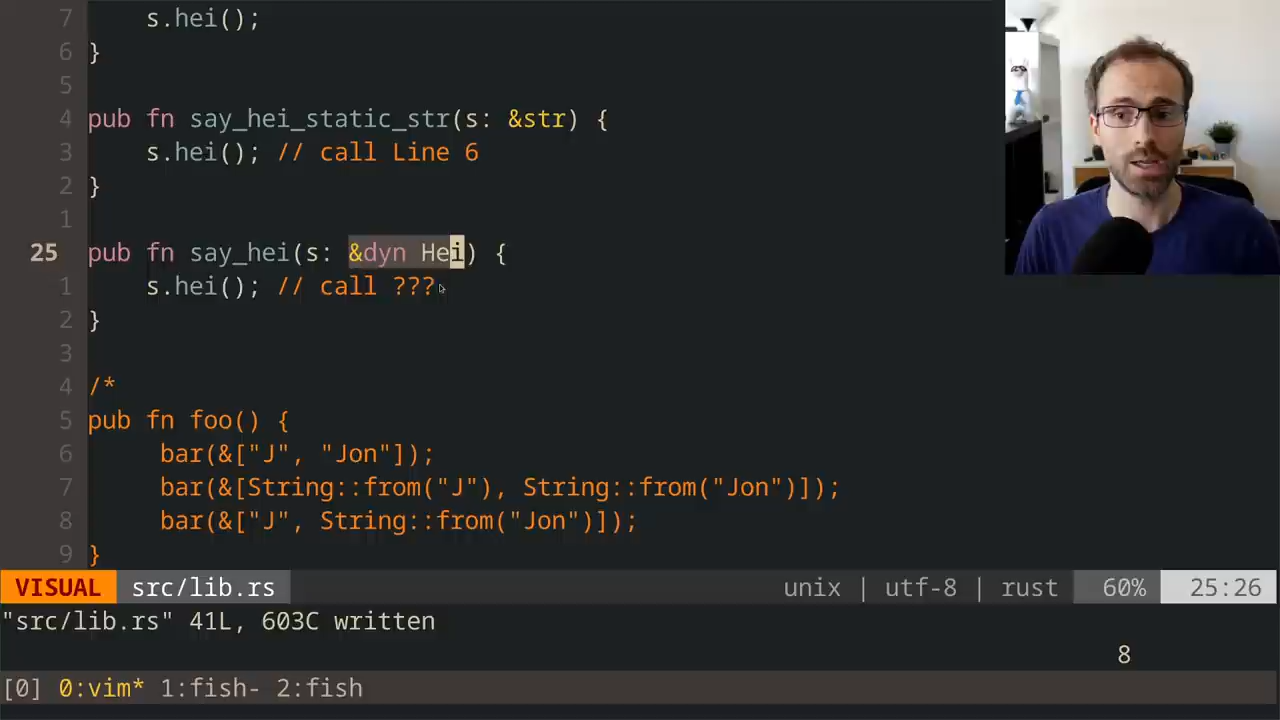 7 s.hei();
6 }
5
4 pub fn say_hei_static_str(s: &str) {
3 s.hei(); // call Line 6
2 }
1
25 pub fn say_hei(s: &dyn Hei) {
1 s.hei(); // call ???
2 }
3
4 /*
5 pub fn foo() {
6 bar(&["J", "Jon"]);
7 bar(&[String::from("J"), String::from("Jon")]);
8 bar(&["J", String::from("Jon")]);
9 }
VISUAL src/lib.rs unix | utf-8 | rust 60% 25:26
"src/lib.rs" 41L, 603C written
8
[0] 0:vim* 1:fish- 2:fish